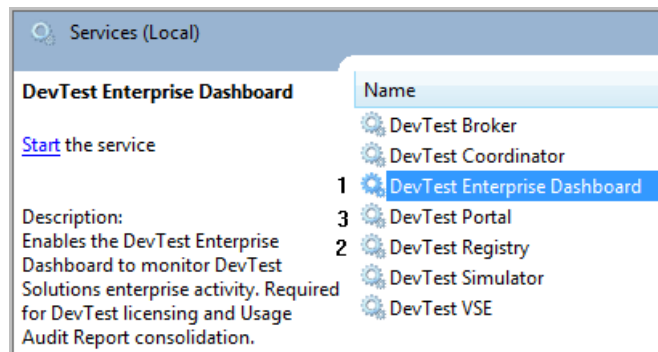 Services (Local)
DevTest Enterprise Dashboard
Start the service
Description:
Enables the DevTest Enterprise
Dashboard to monitor DevTest
Solutions enterprise activity. Required
for DevTest licensing and Usage
Audit Report consolidation.
Name
DevTest Broker
DevTest Coordinator
1 DevTest Enterprise Dashboard
3 DevTest Portal
2 DevTest Registry
DevTest Simulator
DevTest VSE